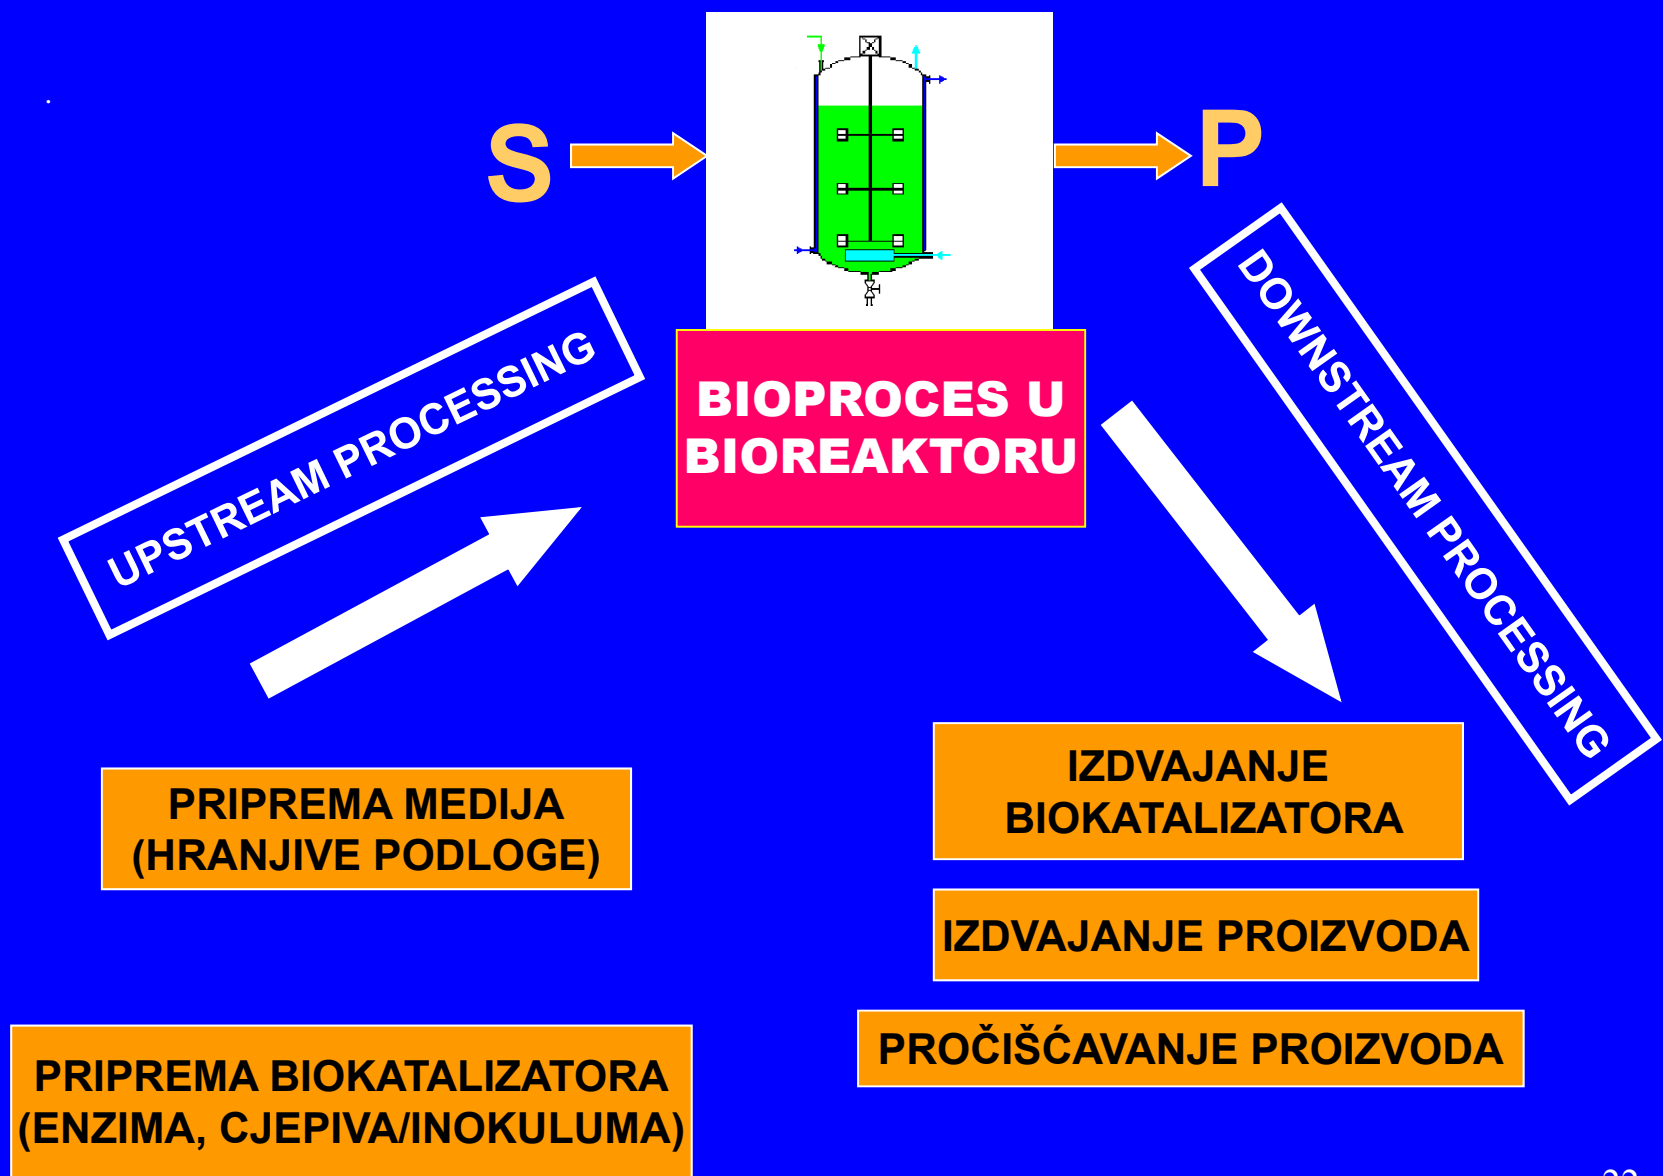 .
S
P
UPSTREAM PROCESSING
BIOPROCES U
BIOREAKTORU
DOWNSTREAM PROCESSING
PRIPREMA MEDIJA
(HRANJIVE PODLOGE)
PRIPREMA BIOKATALIZATORA
(ENZIMA, CJEPIVA/INOKULUMA)
IZDVAJANJE
BIOKATALIZATORA
IZDVAJANJE PROIZVODA
PROČIŠĆAVANJE PROIZVODA